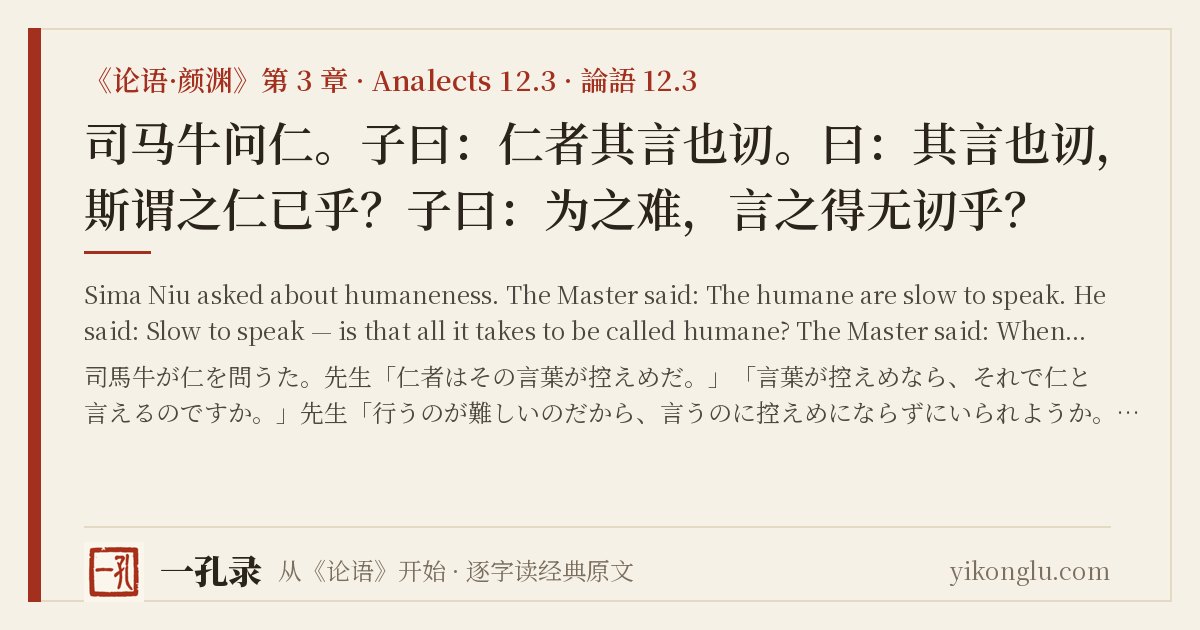 《论语·颜渊》第 3 章 · Analects 12.3 · 論語 12.3
司马牛问仁。子曰：仁者其言也讱。曰：其言也讱，
斯谓之仁已乎？子曰：为之难，言之得无讱乎？
Sima Niu asked about humaneness. The Master said: The humane are slow to speak. He
said: Slow to speak — is that all it takes to be called humane? The Master said: When...
司馬牛が仁を問うた。先生「仁者はその言葉が控えめだ。」「言葉が控えめなら、それで仁と
言えるのですか。」先生「行うのが難しいのだから、言うのに控えめにならずにいられようか。…
一孔
一孔录 从《论语》开始 · 逐字读经典原文
yikonglu.com